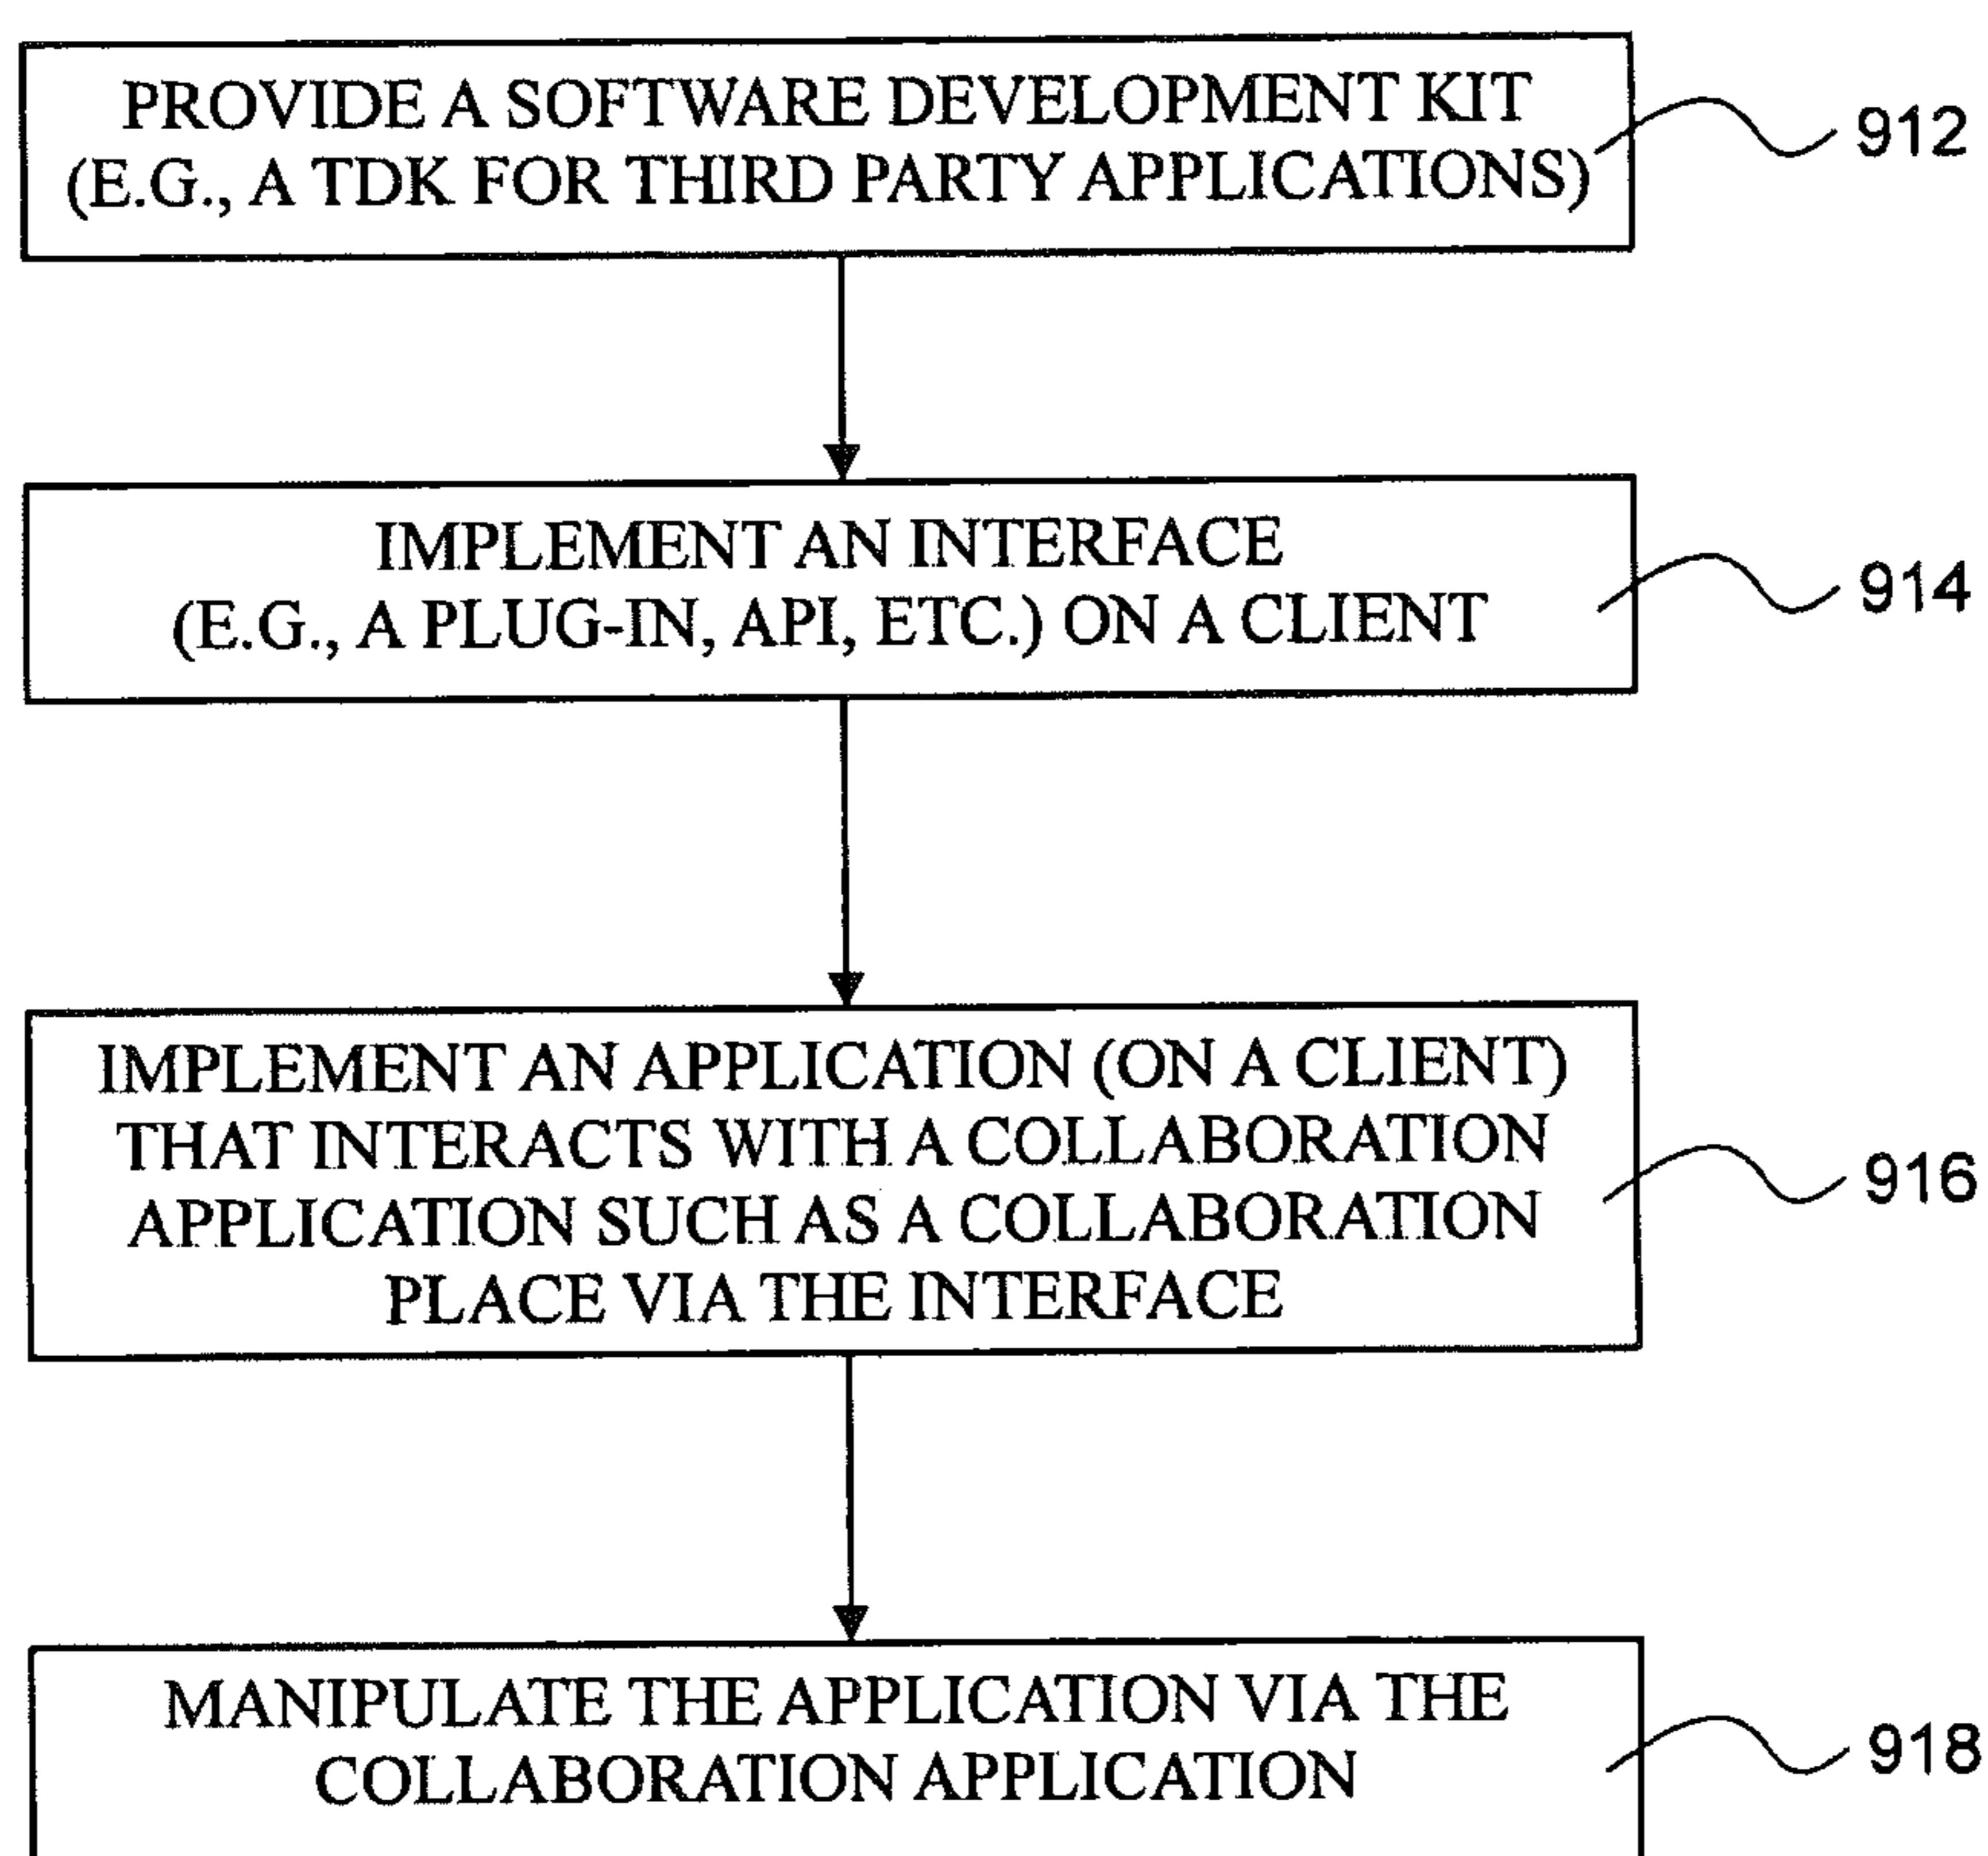 PROVIDE A SOFTWARE DEVELOPMENT KIT
(E.G., A TDK FOR THIRD PARTY APPLICATIONS)
912
IMPLEMENT AN INTERFACE
(E.G., A PLUG-IN, API, ETC.) ON A CLIENT
914
IMPLEMENT AN APPLICATION (ON A CLIENT)
THAT INTERACTS WITH A COLLABORATION
APPLICATION SUCH AS A COLLABORATION
PLACE VIA THE INTERFACE
916
MANIPULATE THE APPLICATION VIA THE
COLLABORATION APPLICATION
918